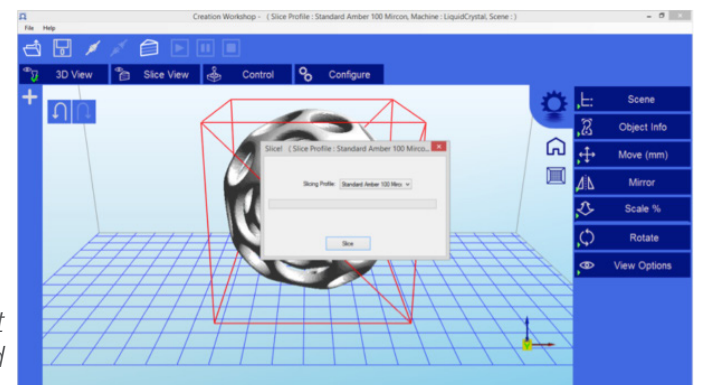 Creation Workshop - ( Slice Profile : Standard Amber 100 Mircon, Machine : LiquidCrystal, Scene : )
File Help
3D View Slice View Control Configure
Scene
Object Info
Move (mm)
Mirror
Scale %
Rotate
View Options
Slice! ( Slice Profile : Standard Amber 100 Mirco...
Slicing Profile: Standard Amber 100 Mirco
Slice
t
d